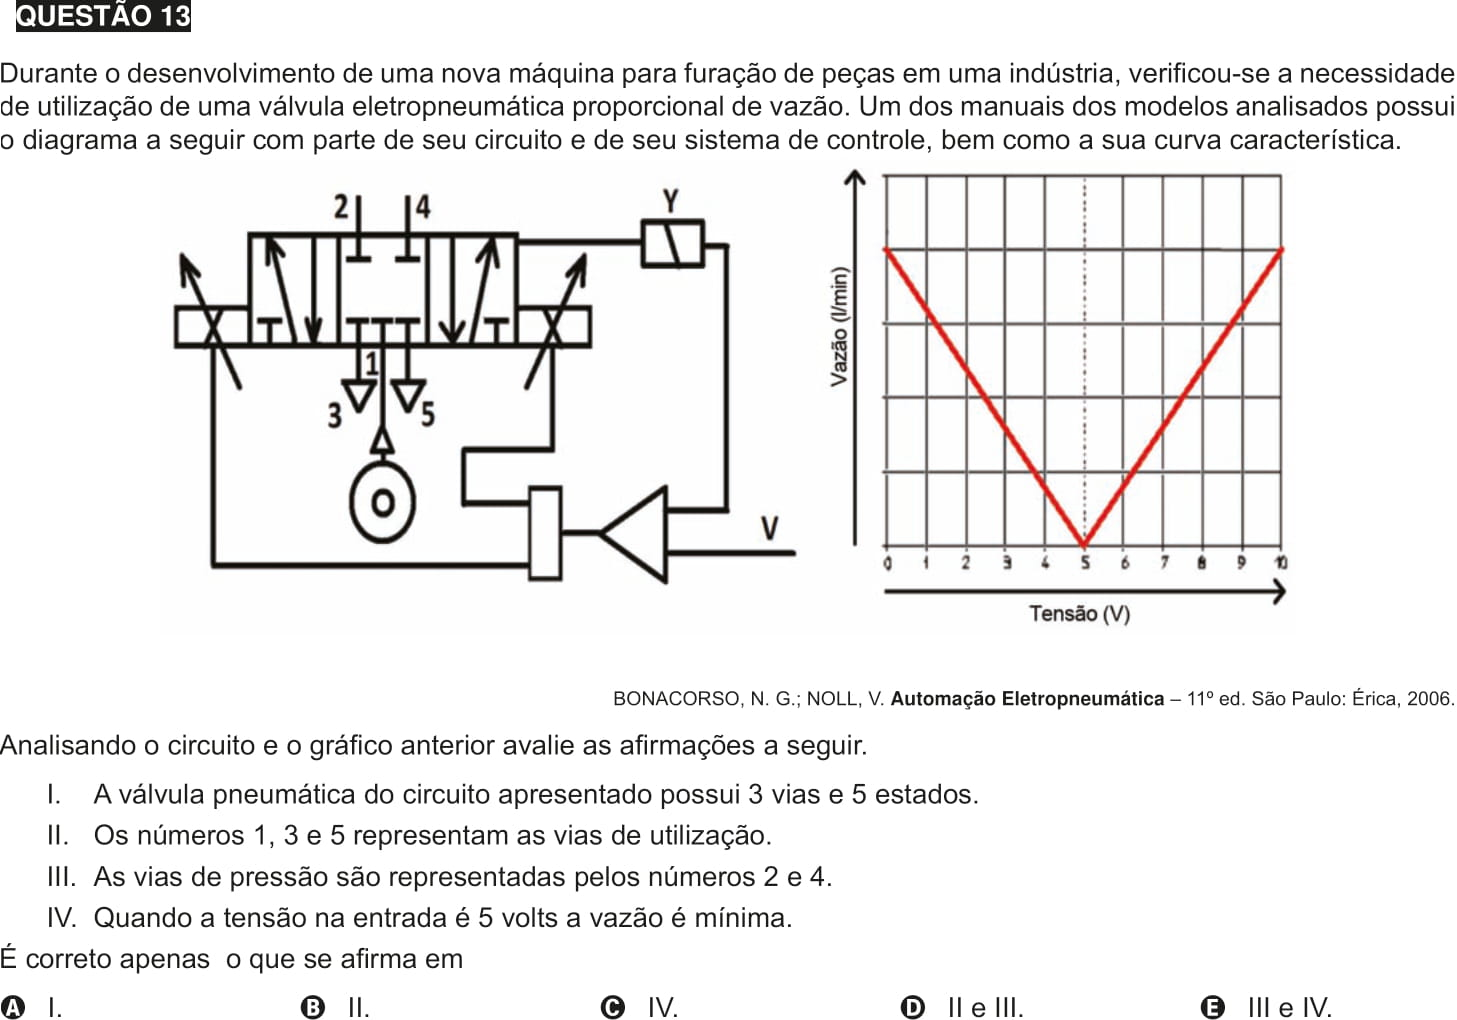 QUESTÃO 13
Durante o desenvolvimento de uma nova máquina para furação de peças em uma indústria, verificou-se a necessidade
de utilização de uma válvula eletropneumática proporcional de vazão. Um dos manuais dos modelos analisados possui
o diagrama a seguir com parte de seu circuito e de seu sistema de controle, bem como a sua curva característica.
2 4 Y
1
3 5
V
Vazão (l/min)
0 1 2 3 4 5 6 7 8 9 10
Tensão (V)
BONACORSO, N. G.; NOLL, V. Automação Eletropneumática – 11º ed. São Paulo: Érica, 2006.
Analisando o circuito e o gráfico anterior avalie as afirmações a seguir.
I. A válvula pneumática do circuito apresentado possui 3 vias e 5 estados.
II. Os números 1, 3 e 5 representam as vias de utilização.
III. As vias de pressão são representadas pelos números 2 e 4.
IV. Quando a tensão na entrada é 5 volts a vazão é mínima.
É correto apenas o que se afirma em
A I. B II. C IV. D II e III. E III e IV.